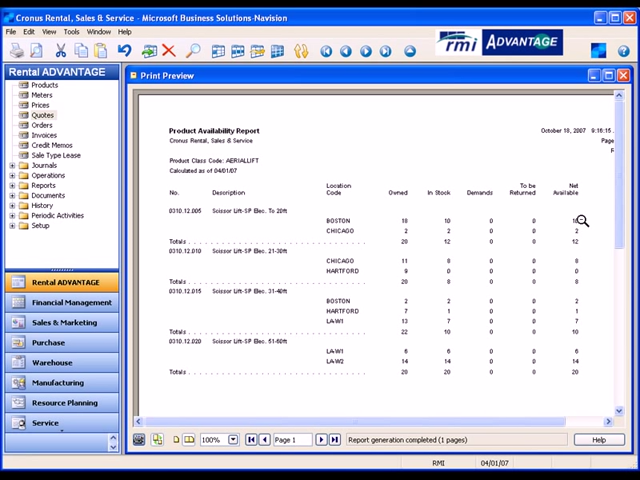 Cronus Rental, Sales & Service - Microsoft Business Solutions-Navision
File Edit View Tools Window Help
rmi ADVANTAGE
Rental ADVANTAGE
Products
Meters
Prices
Quotes
Orders
Invoices
Credit Memos
Sale Type Lease
Journals
Operations
Reports
Documents
History
Periodic Activities
Setup
Rental ADVANTAGE
Financial Management
Sales & Marketing
Purchase
Warehouse
Manufacturing
Resource Planning
Service
Print Preview
Product Availability Report October 18, 2007 9:16:15
Cronus Rental, Sales & Service Page
Product Class Code: AERIALLIFT
Calculated as of 04/01/07
No. Description Location Code Owned In Stock Demands To be Returned Net Available
0310.12.005 Scissor Lift-SP Elec. To 20ft
BOSTON 18 10 0 0 10
CHICAGO 2 2 0 0 2
Totals 20 12 0 0 12
0310.12.010 Scissor Lift-SP Elec. 21-30ft
CHICAGO 11 8 0 0 8
HARTFORD 9 0 0 0 0
Totals 20 8 0 0 8
0310.12.015 Scissor Lift-SP Elec. 31-40ft
BOSTON 2 2 0 0 2
HARTFORD 7 1 0 0 1
LA-W1 13 7 0 0 7
Totals 22 10 0 0 10
0310.12.020 Scissor Lift-SP Elec. 51-60ft
LA-W1 6 6 0 0 6
LA-W2 14 14 0 0 14
Totals 20 20 0 0 20
100% Page 1 Report generation completed (1 pages) Help
RMI 04/01/07